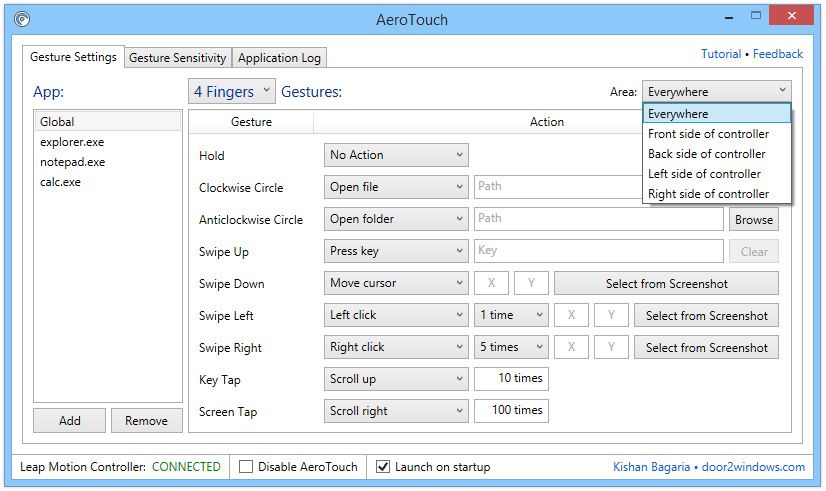 AeroTouch
Gesture Settings Gesture Sensitivity Application Log Tutorial • Feedback
App: 4 Fingers Gestures: Area: Everywhere
Everywhere
Front side of controller
Back side of controller
Left side of controller
Right side of controller
Global
explorer.exe
notepad.exe
calc.exe
Gesture Action
Hold No Action
Clockwise Circle Open file Path
Anticlockwise Circle Open folder Path Browse
Swipe Up Press key Key Clear
Swipe Down Move cursor X Y Select from Screenshot
Swipe Left Left click 1 time X Y Select from Screenshot
Swipe Right Right click 5 times X Y Select from Screenshot
Key Tap Scroll up 10 times
Screen Tap Scroll right 100 times
Add Remove
Leap Motion Controller: CONNECTED Disable AeroTouch Launch on startup Kishan Bagaria • door2windows.com